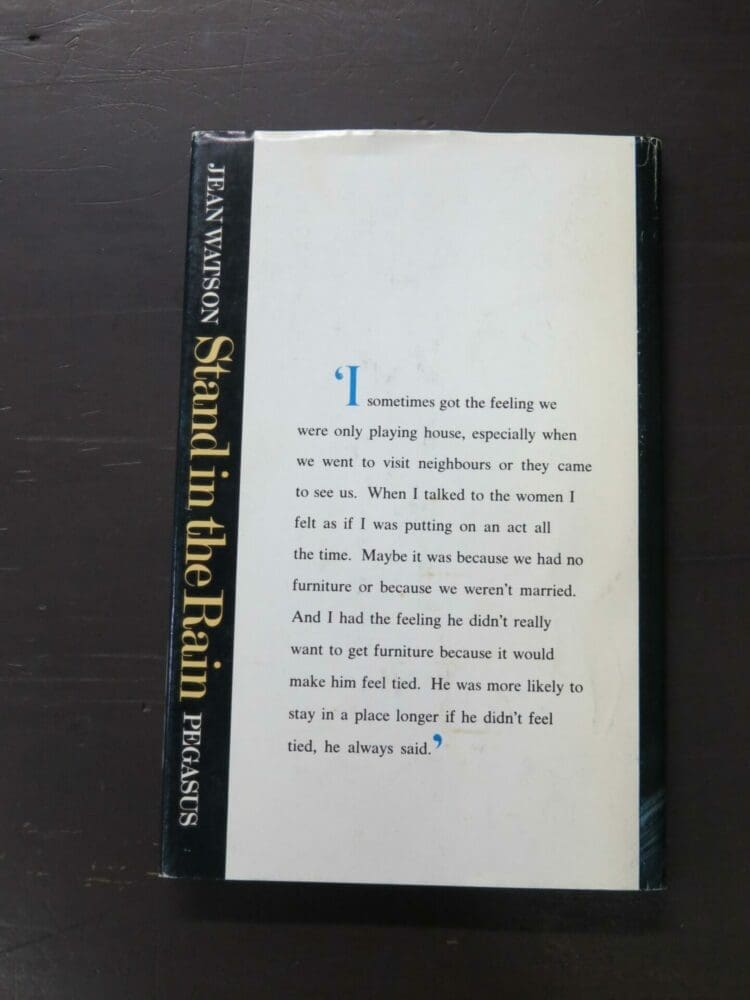 JEAN WATSON Stand in the Rain PEGASUS
‘I sometimes got the feeling we
were only playing house, especially when
we went to visit neighbours or they came
to see us. When I talked to the women I
felt as if I was putting on an act all
the time. Maybe it was because we had no
furniture or because we weren't married.
And I had the feeling he didn't really
want to get furniture because it would
make him feel tied. He was more likely to
stay in a place longer if he didn't feel
tied, he always said.’